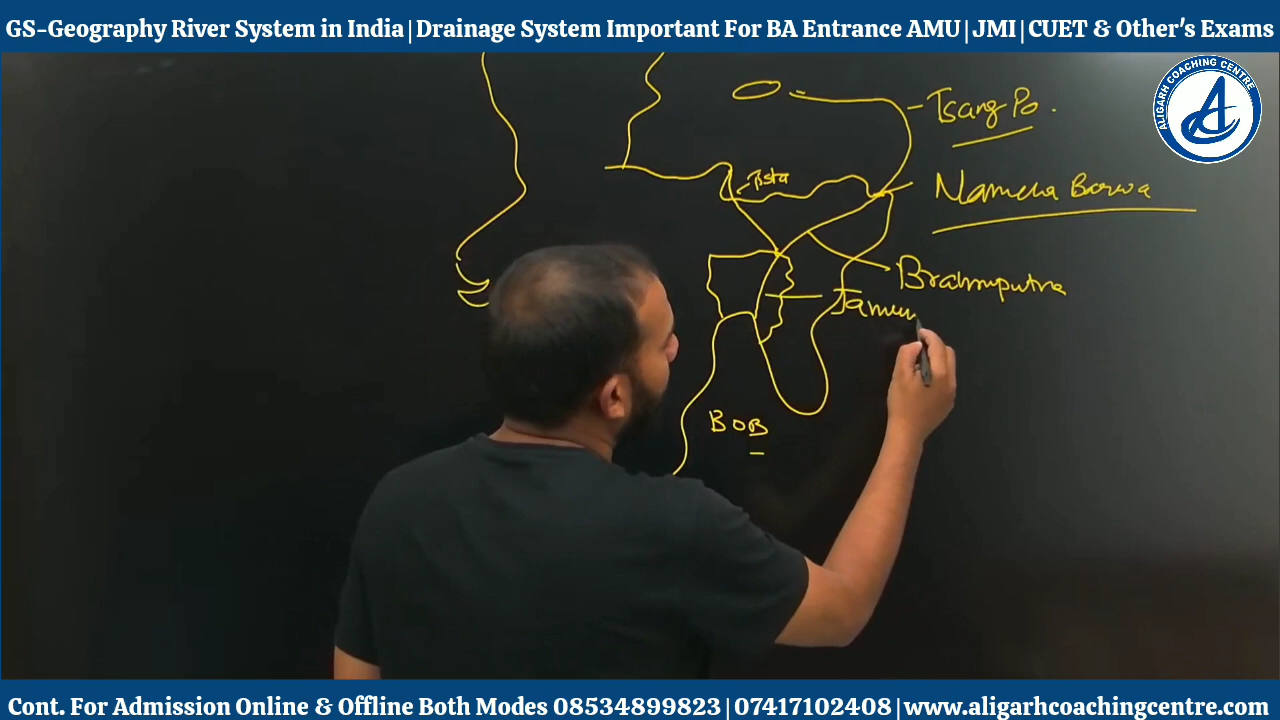 GS-Geography River System in India|Drainage System Important For BA Entrance AMU|JMI|CUET & Other's Exams
ALIGARH COACHING CENTRE
A
Tsang Po.
Namcha Barwa
Brahmputra
Jamun
BOB
Cont. For Admission Online & Offline Both Modes 08534899823|07417102408|www.aligarhcoachingcentre.com